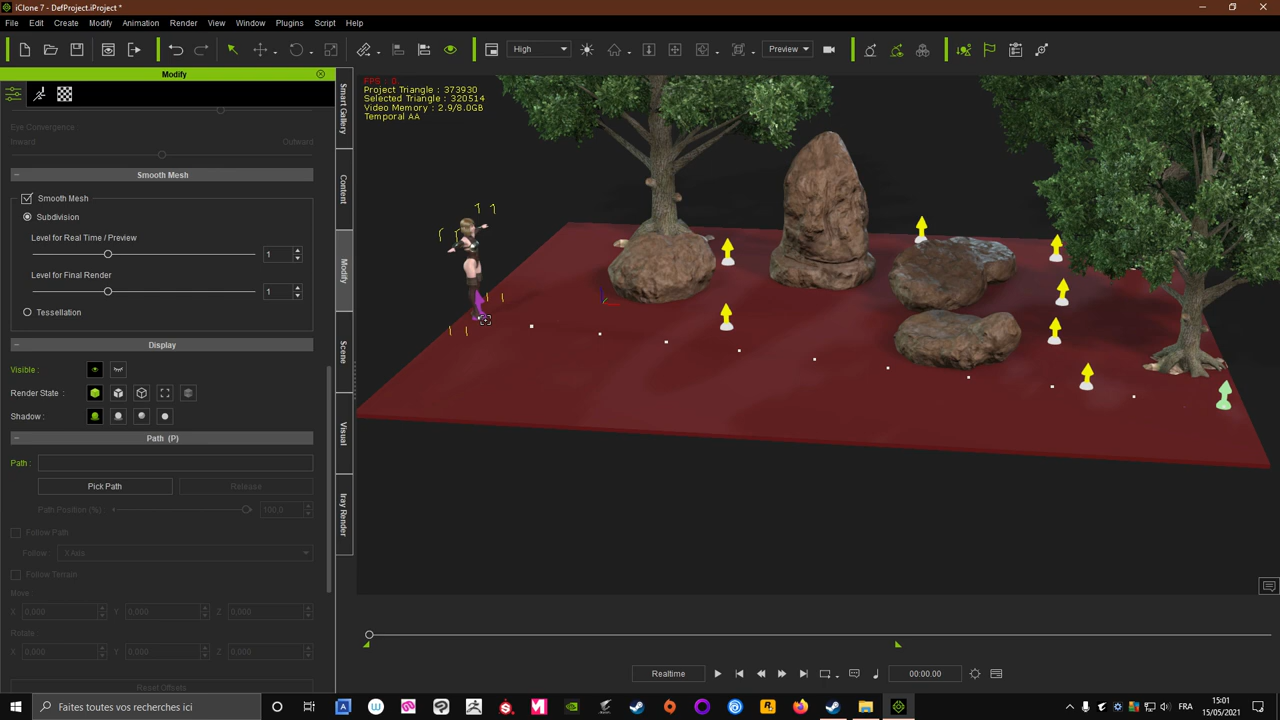 iClone 7 - DefProject.iProject *
File Edit Create Modify Animation Render Window Plugins Script Help
High Preview
Modify
Eye Convergence
Inward Outward
Smooth Mesh
Smooth Mesh
Subdivision
Level for Real Time / Preview
1
Level for Final Render
1
Tessellation
Display
Visible :
Render State :
Shadow :
Path (P)
Path :
Pick Path Release
Path Position (%) 100.0
Follow Path
Follow X Axis
Follow Terrain
Move
X 0.000 Y 0.000 Z 0.000
Rotate
X 0.000 Y 0.000 Z 0.000
Reset Offsets
Smart Gallery
Content
Modify
Scene
Visual
Iray Render
FPS : 0
Project Triangle : 373930
Selected Triangle : 320514
Video Memory : 2.9/8.0GB
Temporal AA
Realtime 00:00.00
Faites toutes vos recherches ici
FRA
15:01
15/05/2021